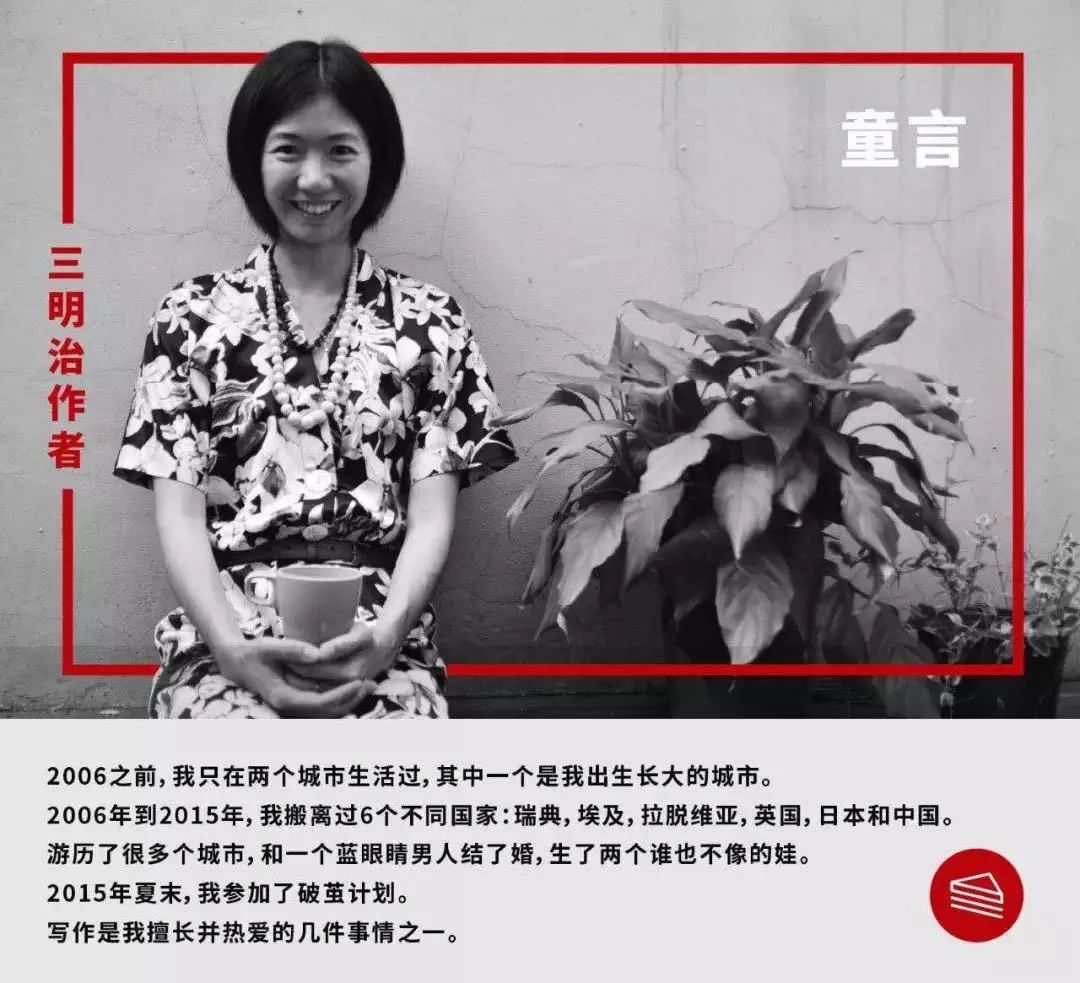 童言
三明治作者
2006之前，我只在两个城市生活过，其中一个是我出生长大的城市。
2006年到2015年，我搬离过6个不同国家：瑞典，埃及，拉脱维亚，英国，日本和中国。
游历了很多个城市，和一个蓝眼睛男人结了婚，生了两个谁也不像的娃。
2015年夏末，我参加了破茧计划。
写作是我擅长并热爱的几件事情之一。